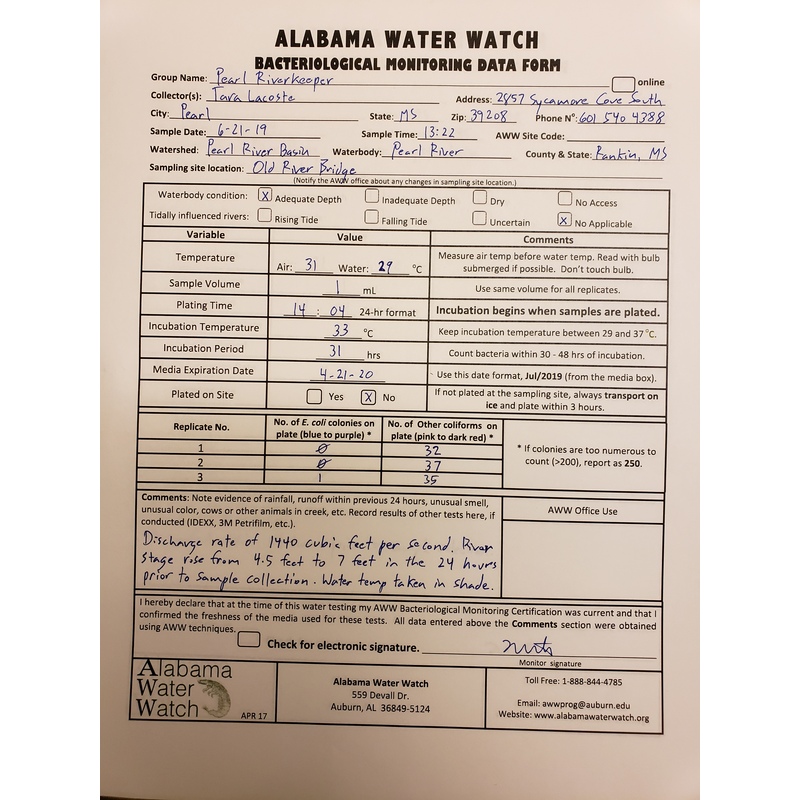 ALABAMA WATER WATCH
BACTERIOLOGICAL MONITORING DATA FORM
Group Name: Pearl Riverkeeper online
Collector(s): Tara Lacoste Address: 2857 Sycamore Cove South
City: Pearl State: MS Zip: 39208 Phone N°: 601 540 4388
Sample Date: 6-21-19 Sample Time: 13:22 AWW Site Code:
Watershed: Pearl River Basin Waterbody: Pearl River County & State: Rankin, MS
Sampling site location: Old River Bridge
(Notify the AWW office about any changes in sampling site location.)
Waterbody condition: X Adequate Depth Inadequate Depth Dry No Access
Tidally influenced rivers: Rising Tide Falling Tide Uncertain X No Applicable
Variable Value Comments
Temperature Air: 31 Water: 29 °C Measure air temp before water temp. Read with bulb
submerged if possible. Don't touch bulb.
Sample Volume 1 mL Use same volume for all replicates.
Plating Time 14 : 04 24-hr format Incubation begins when samples are plated.
Incubation Temperature 33 °C Keep incubation temperature between 29 and 37 °C.
Incubation Period 31 hrs Count bacteria within 30 - 48 hrs of incubation.
Media Expiration Date 4-21-20 Use this date format, Jul/2019 (from the media box).
Plated on Site Yes X No If not plated at the sampling site, always transport on
ice and plate within 3 hours.
Replicate No. No. of E. coli colonies on
plate (blue to purple) * No. of Other coliforms on
plate (pink to dark red) *
1 0 32
2 0 37
3 1 35
* If colonies are too numerous to
count (>200), report as 250.
Comments: Note evidence of rainfall, runoff within previous 24 hours, unusual smell,
unusual color, cows or other animals in creek, etc. Record results of other tests here, if
conducted (IDEXX, 3M Petrifilm, etc.).
Discharge rate of 1440 cubic feet per second. River
stage rise from 4.5 feet to 7 feet in the 24 hours
prior to sample collection. Water temp taken in shade.
AWW Office Use
I hereby declare that at the time of this water testing my AWW Bacteriological Monitoring Certification was current and that I
confirmed the freshness of the media used for these tests. All data entered above the Comments section were obtained
using AWW techniques.
Check for electronic signature.
Monitor signature
Alabama
Water
Watch
APR 17
Alabama Water Watch
559 Devall Dr.
Auburn, AL 36849-5124
Toll Free: 1-888-844-4785
Email: awwprog@auburn.edu
Website: www.alabamawaterwatch.org